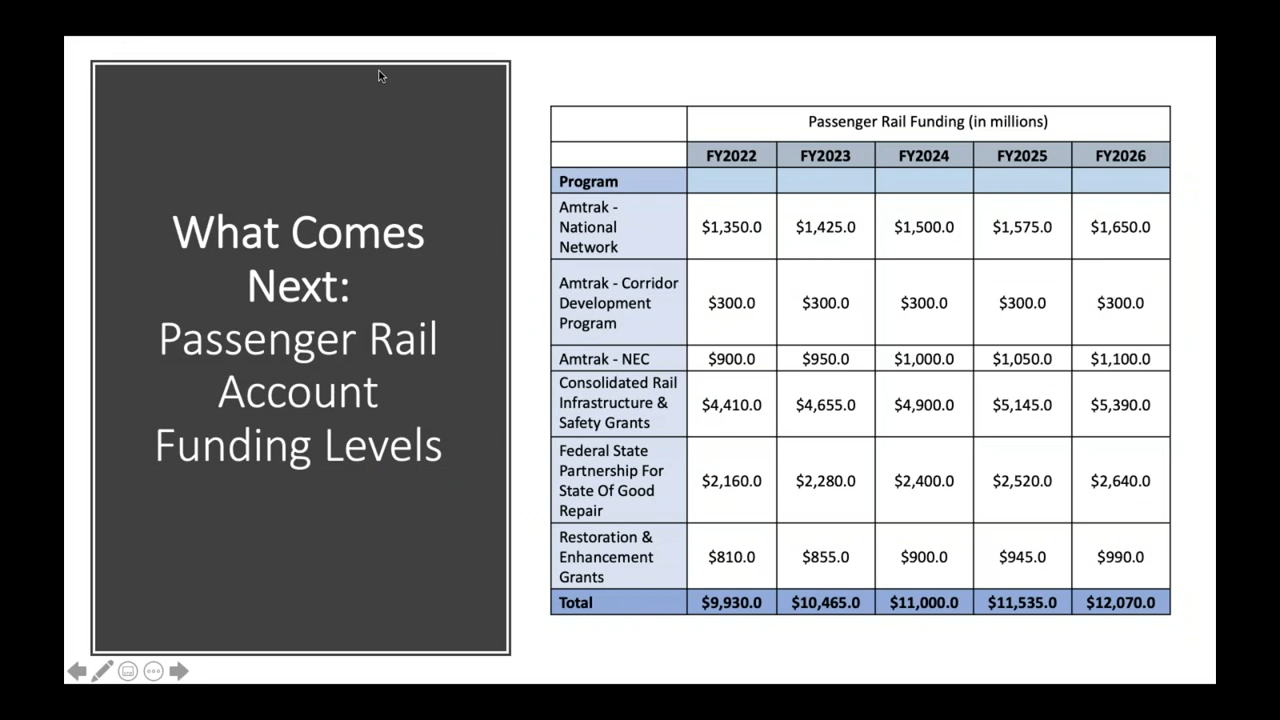 What Comes
Next:
Passenger Rail
Account
Funding Levels
Passenger Rail Funding (in millions)
FY2022 FY2023 FY2024 FY2025 FY2026
Program
Amtrak -
National
Network
$1,350.0 $1,425.0 $1,500.0 $1,575.0 $1,650.0
Amtrak - Corridor
Development
Program
$300.0 $300.0 $300.0 $300.0 $300.0
Amtrak - NEC $900.0 $950.0 $1,000.0 $1,050.0 $1,100.0
Consolidated Rail
Infrastructure &
Safety Grants
$4,410.0 $4,655.0 $4,900.0 $5,145.0 $5,390.0
Federal State
Partnership For
State Of Good
Repair
$2,160.0 $2,280.0 $2,400.0 $2,520.0 $2,640.0
Restoration &
Enhancement
Grants
$810.0 $855.0 $900.0 $945.0 $990.0
Total $9,930.0 $10,465.0 $11,000.0 $11,535.0 $12,070.0